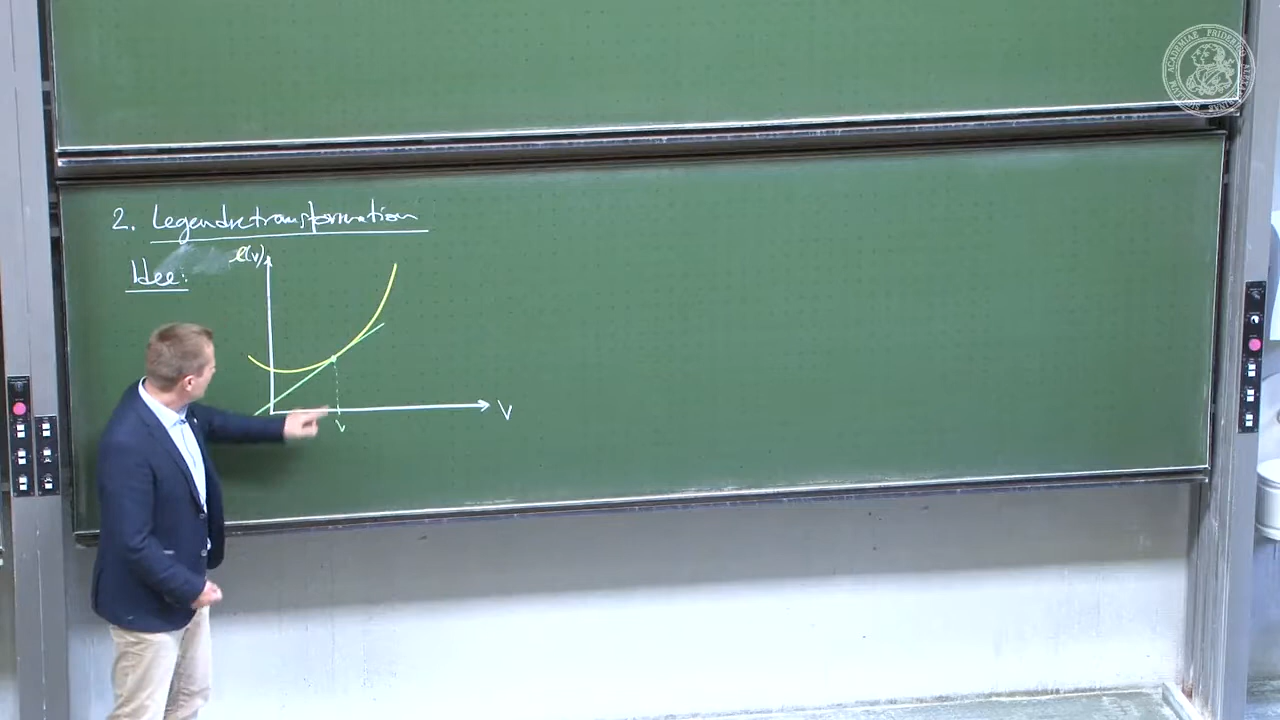 2. Legendretransformation
Idee:
ℓ(v)
V
v